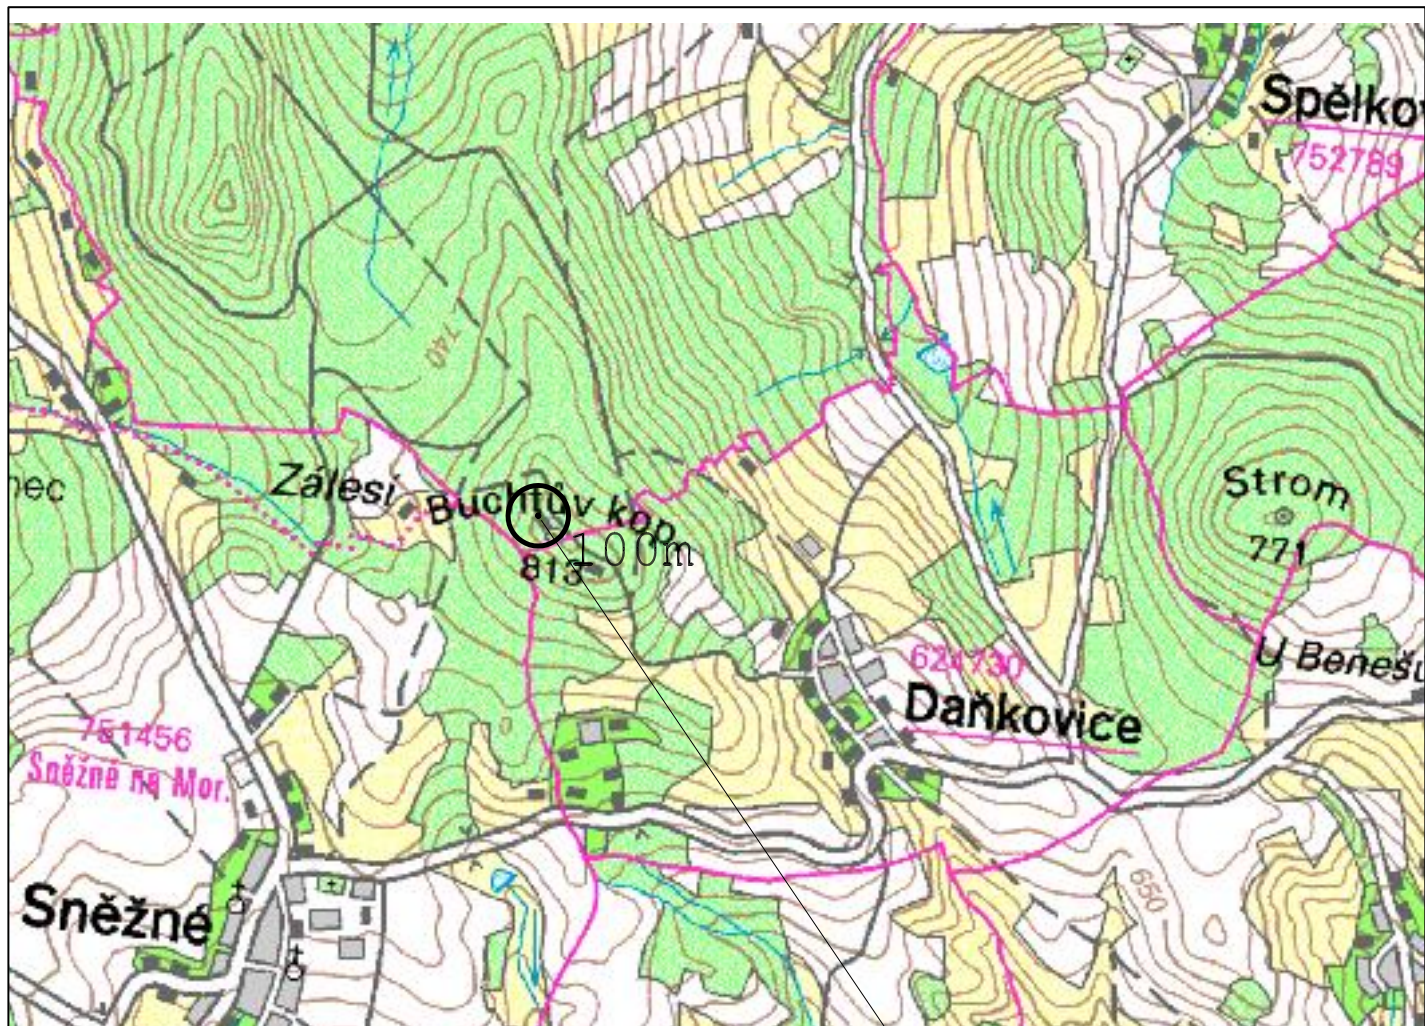 Spělko
752789
740
nec
Zálesí
Buchtův kop
100m
813
Strom
771
U Benešů
624730
Daňkovice
751456
Sněžné na Mor.
650
Sněžné